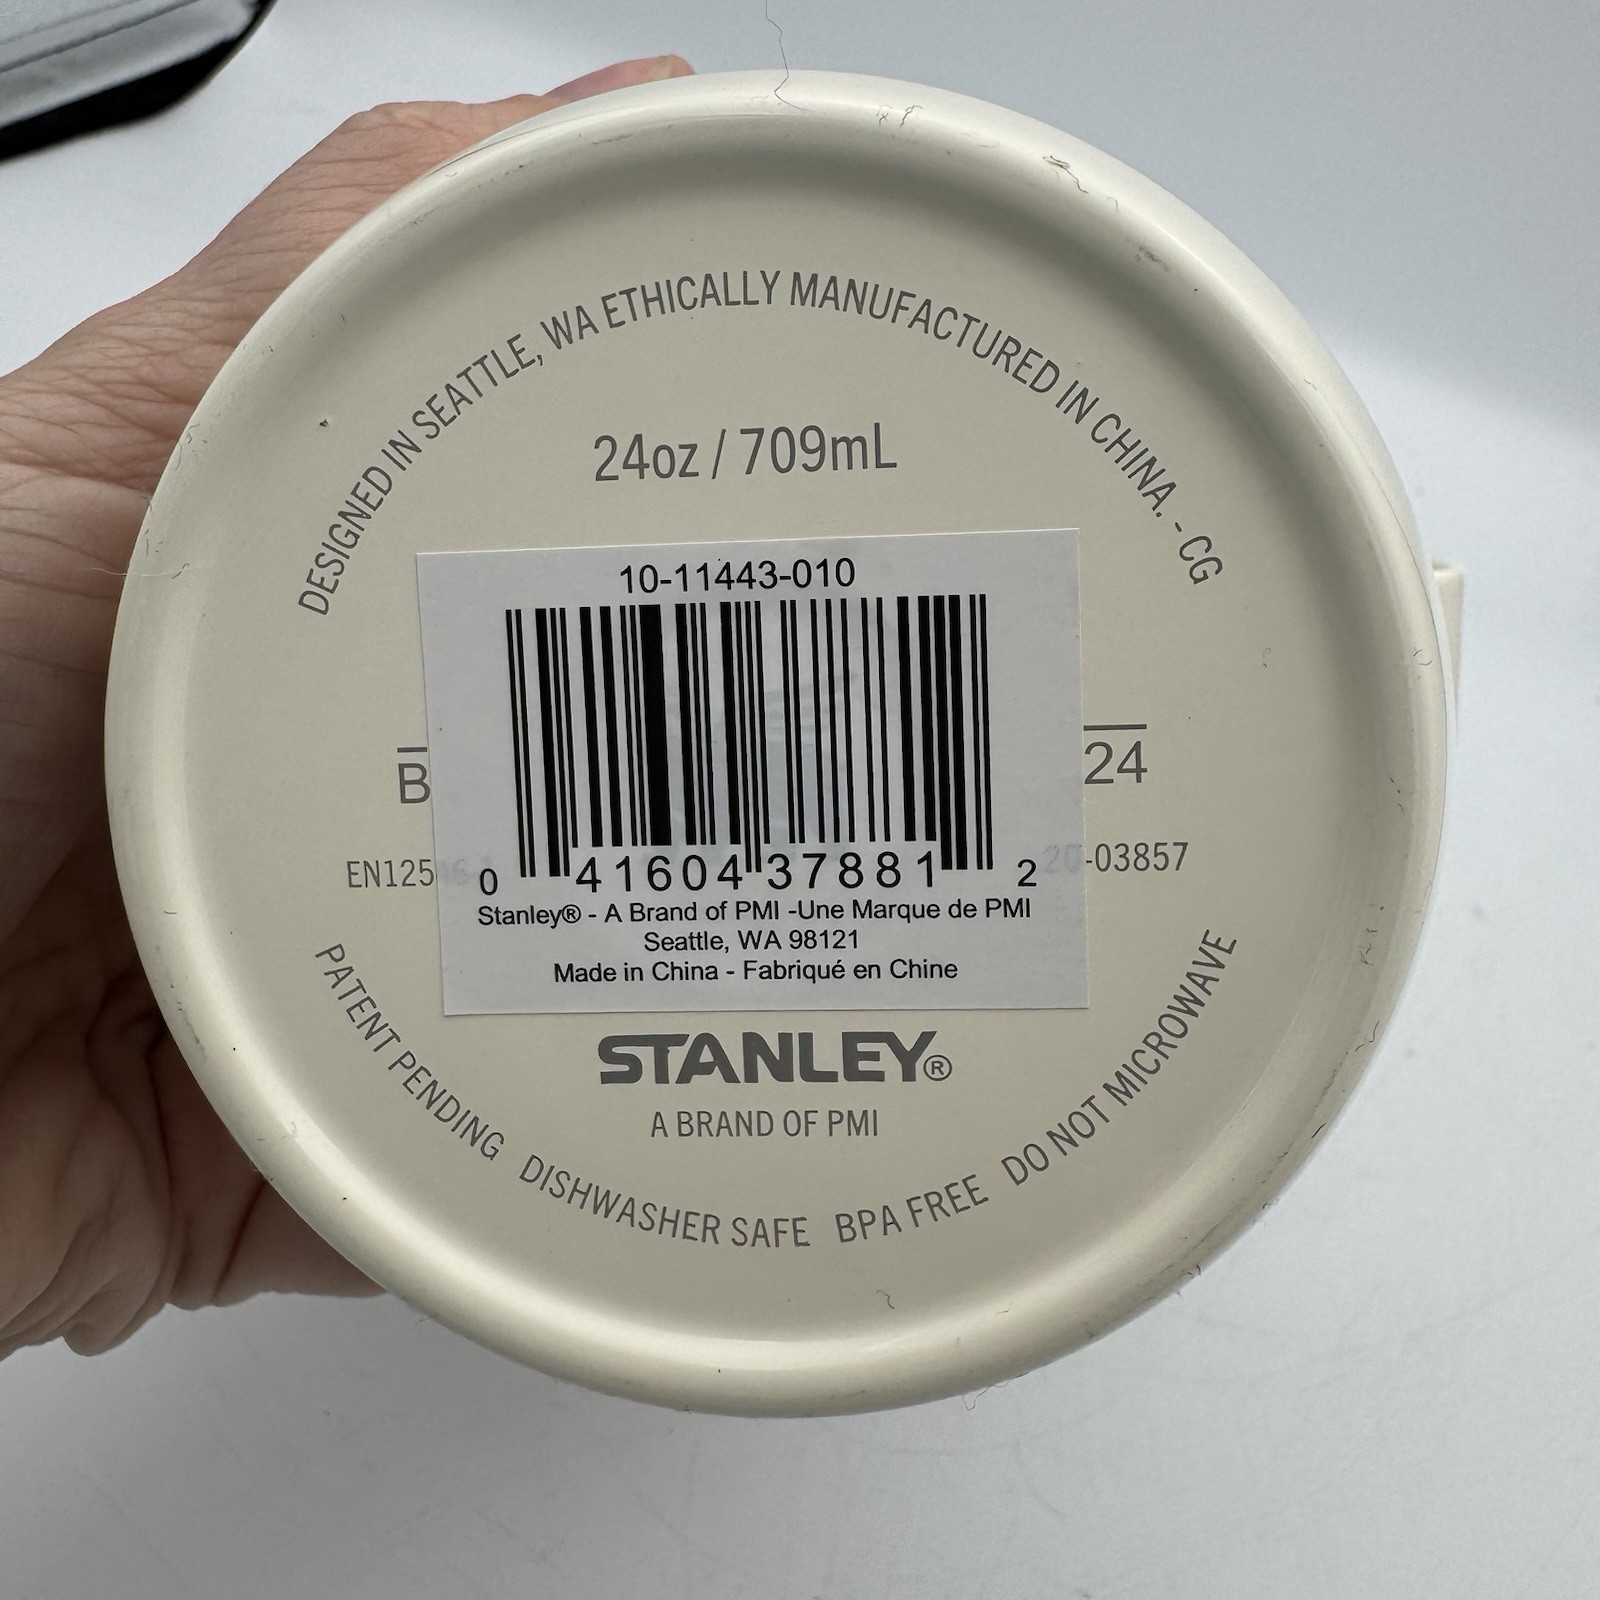 DESIGNED IN SEATTLE, WA ETHICALLY MANUFACTURED IN CHINA. - CG
24oz / 709mL
10-11443-010
B
24
EN125
20-03857
0 41604 37881 2
Stanley® - A Brand of PMI -Une Marque de PMI
Seattle, WA 98121
Made in China - Fabriqué en Chine
STANLEY®
A BRAND OF PMI
PATENT PENDING DISHWASHER SAFE BPA FREE DO NOT MICROWAVE